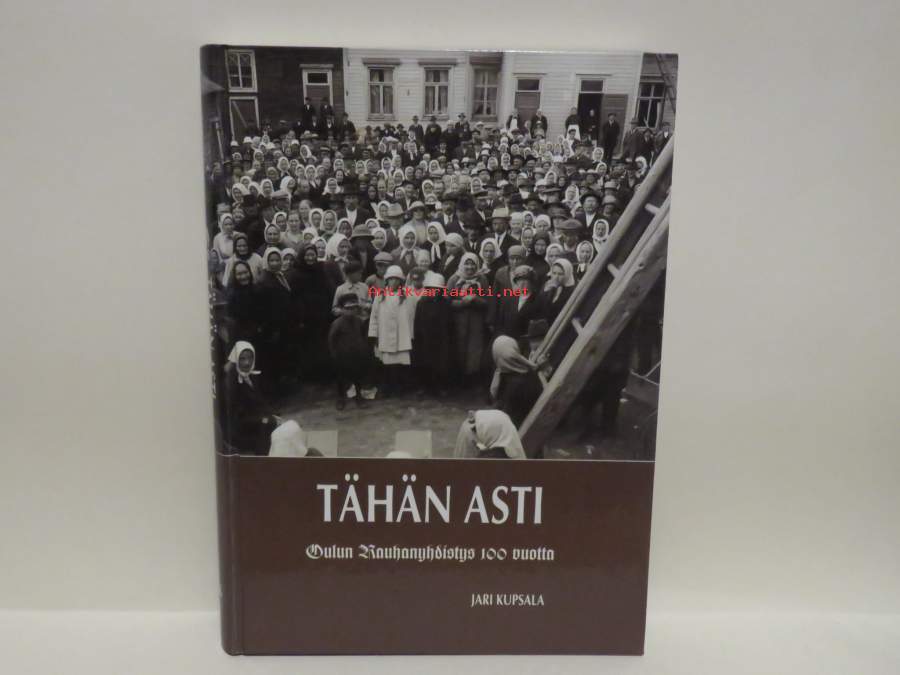 Antikvariaatti.net
TÄHÄN ASTI
Oulun Rauhanyhdistys 100 vuotta
JARI KUPSALA